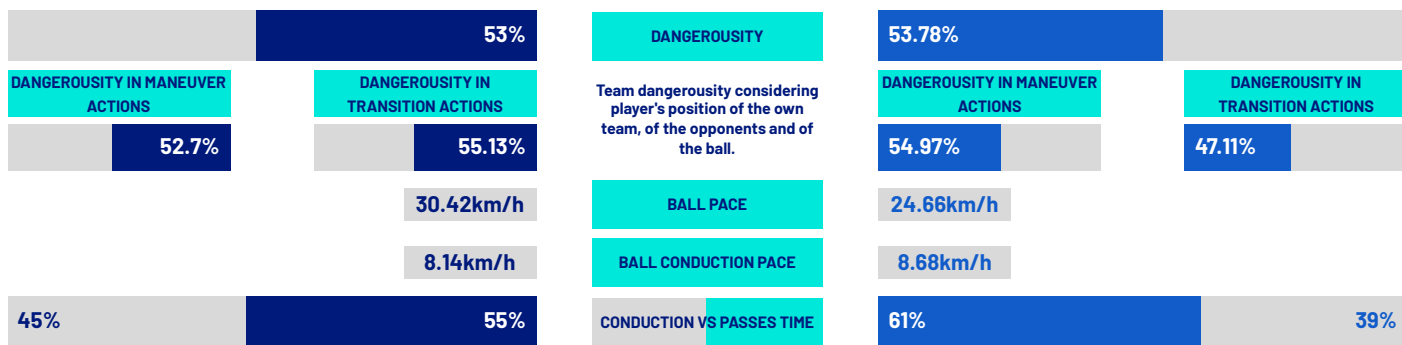 53%
DANGEROUSITY
53.78%
DANGEROUSITY IN MANEUVER
ACTIONS
DANGEROUSITY IN
TRANSITION ACTIONS
Team dangerousity considering
player's position of the own
team, of the opponents and of
the ball.
DANGEROUSITY IN MANEUVER
ACTIONS
DANGEROUSITY IN
TRANSITION ACTIONS
52.7%
55.13%
54.97%
47.11%
30.42km/h
BALL PACE
24.66km/h
8.14km/h
BALL CONDUCTION PACE
8.68km/h
45%
55%
CONDUCTION VS PASSES TIME
61%
39%